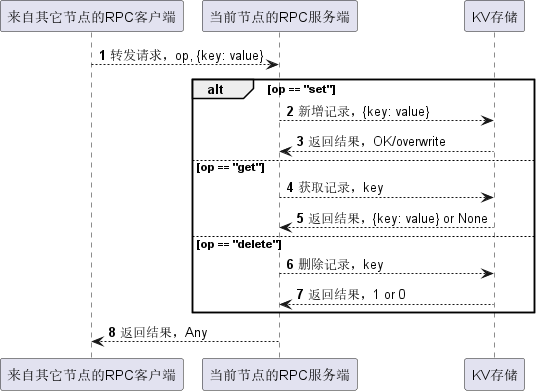 来自其它节点的RPC客户端 当前节点的RPC服务端 KV存储
1 转发请求，op, {key: value}
alt [op == "set"]
2 新增记录，{key: value}
3 返回结果，OK/overwrite
[op == "get"]
4 获取记录，key
5 返回结果，{key: value} or None
[op == "delete"]
6 删除记录，key
7 返回结果，1 or 0
8 返回结果，Any
来自其它节点的RPC客户端 当前节点的RPC服务端 KV存储